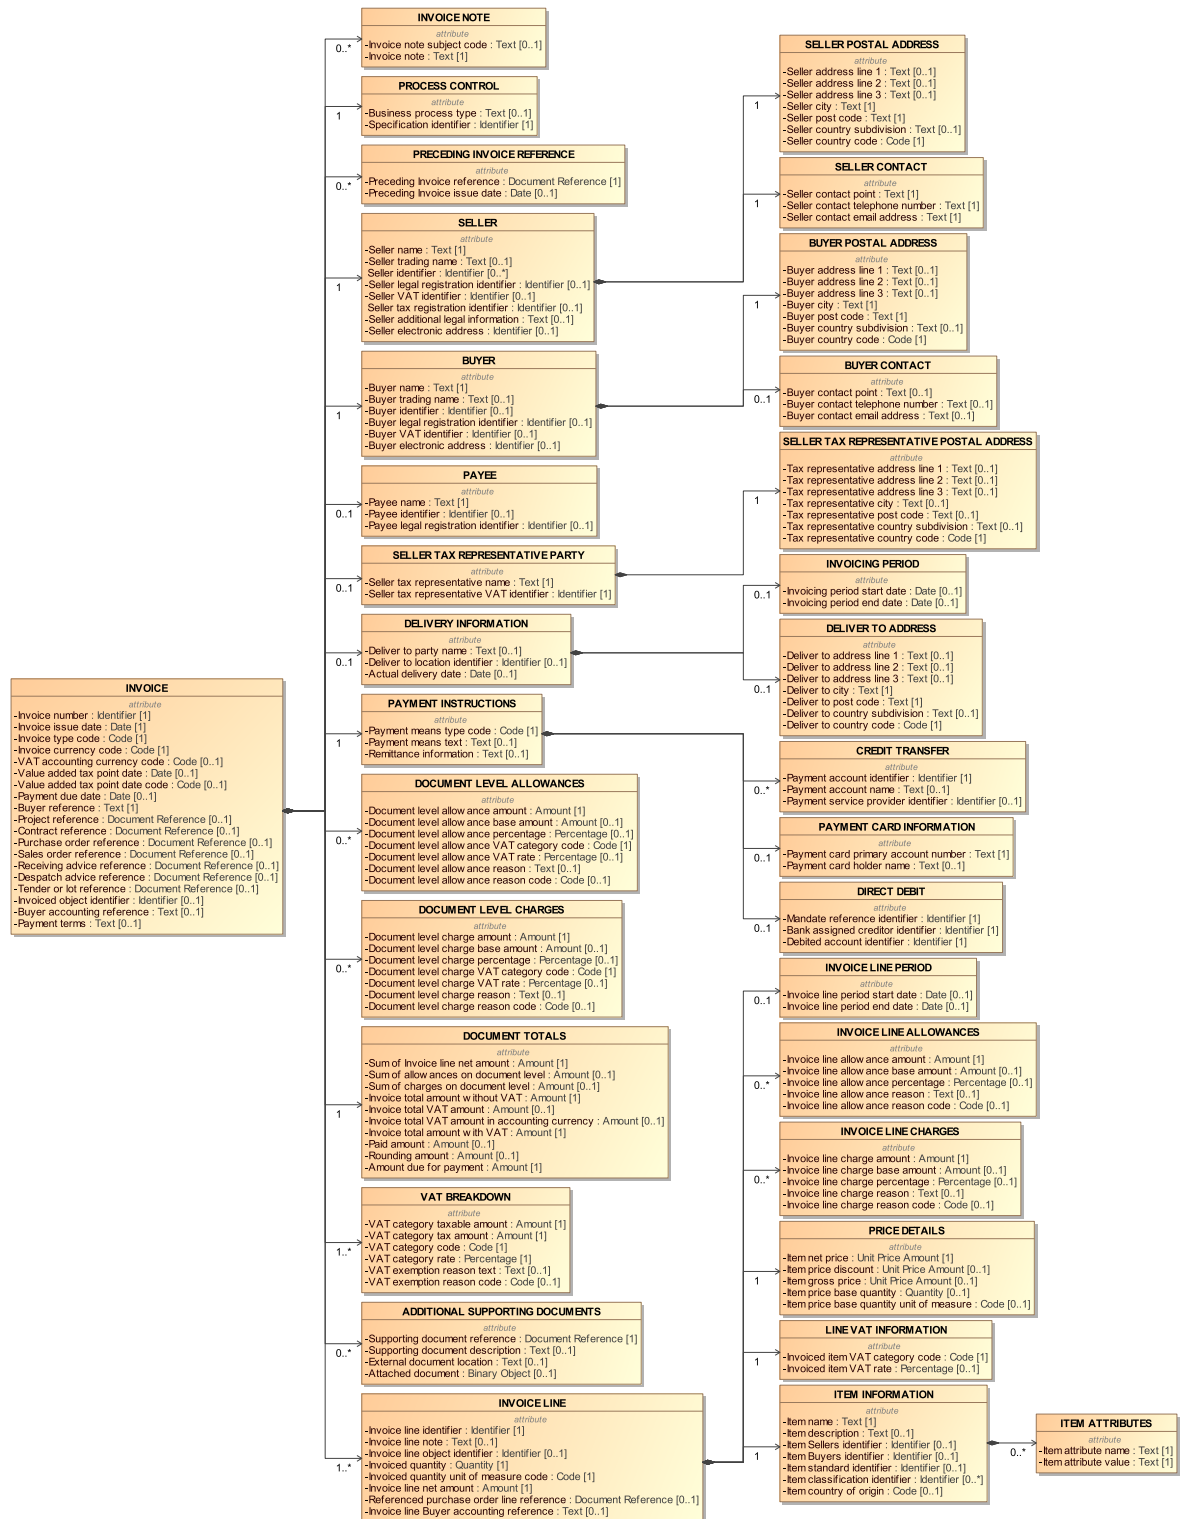 INVOICE
attribute
-Invoice number : Identifier [1]
-Invoice issue date : Date [1]
-Invoice type code : Code [1]
-Invoice currency code : Code [1]
-VAT accounting currency code : Code [0..1]
-Value added tax point date : Date [0..1]
-Value added tax point date code : Code [0..1]
-Payment due date : Date [0..1]
-Buyer reference : Text [1]
-Project reference : Document Reference [0..1]
-Contract reference : Document Reference [0..1]
-Purchase order reference : Document Reference [0..1]
-Sales order reference : Document Reference [0..1]
-Receiving advice reference : Document Reference [0..1]
-Despatch advice reference : Document Reference [0..1]
-Tender or lot reference : Document Reference [0..1]
-Invoiced object identifier : Identifier [0..1]
-Buyer accounting reference : Text [0..1]
-Payment terms : Text [0..1]
INVOICE NOTE
attribute
-Invoice note subject code : Text [0..1]
-Invoice note : Text [1]
0..*
PROCESS CONTROL
attribute
-Business process type : Text [0..1]
-Specification identifier : Identifier [1]
1
PRECEDING INVOICE REFERENCE
attribute
-Preceding Invoice reference : Document Reference [1]
-Preceding Invoice issue date : Date [0..1]
0..*
SELLER
attribute
-Seller name : Text [1]
-Seller trading name : Text [0..1]
Seller identifier : Identifier [0..*]
-Seller legal registration identifier : Identifier [0..1]
-Seller VAT identifier : Identifier [0..1]
Seller tax registration identifier : Identifier [0..1]
-Seller additional legal information : Text [0..1]
-Seller electronic address : Identifier [0..1]
1
BUYER
attribute
-Buyer name : Text [1]
-Buyer trading name : Text [0..1]
-Buyer identifier : Identifier [0..1]
-Buyer legal registration identifier : Identifier [0..1]
-Buyer VAT identifier : Identifier [0..1]
-Buyer electronic address : Identifier [0..1]
1
PAYEE
attribute
-Payee name : Text [1]
-Payee identifier : Identifier [0..1]
-Payee legal registration identifier : Identifier [0..1]
0..1
SELLER TAX REPRESENTATIVE PARTY
attribute
-Seller tax representative name : Text [1]
-Seller tax representative VAT identifier : Identifier [1]
0..1
DELIVERY INFORMATION
attribute
-Deliver to party name : Text [0..1]
-Deliver to location identifier : Identifier [0..1]
-Actual delivery date : Date [0..1]
0..1
PAYMENT INSTRUCTIONS
attribute
-Payment means type code : Code [1]
-Payment means text : Text [0..1]
-Remittance information : Text [0..1]
1
DOCUMENT LEVEL ALLOWANCES
attribute
-Document level allowance amount : Amount [1]
-Document level allowance base amount : Amount [0..1]
-Document level allowance percentage : Percentage [0..1]
-Document level allowance VAT category code : Code [1]
-Document level allowance VAT rate : Percentage [0..1]
-Document level allowance reason : Text [0..1]
-Document level allowance reason code : Code [0..1]
0..*
DOCUMENT LEVEL CHARGES
attribute
-Document level charge amount : Amount [1]
-Document level charge base amount : Amount [0..1]
-Document level charge percentage : Percentage [0..1]
-Document level charge VAT category code : Code [1]
-Document level charge VAT rate : Percentage [0..1]
-Document level charge reason : Text [0..1]
-Document level charge reason code : Code [0..1]
0..*
DOCUMENT TOTALS
attribute
-Sum of Invoice line net amount : Amount [1]
-Sum of allowances on document level : Amount [0..1]
-Sum of charges on document level : Amount [0..1]
-Invoice total amount without VAT : Amount [1]
-Invoice total VAT amount : Amount [0..1]
-Invoice total VAT amount in accounting currency : Amount [0..1]
-Invoice total amount with VAT : Amount [1]
-Paid amount : Amount [0..1]
-Rounding amount : Amount [0..1]
-Amount due for payment : Amount [1]
1
VAT BREAKDOWN
attribute
-VAT category taxable amount : Amount [1]
-VAT category tax amount : Amount [1]
-VAT category code : Code [1]
-VAT category rate : Percentage [1]
-VAT exemption reason text : Text [0..1]
-VAT exemption reason code : Code [0..1]
1..*
ADDITIONAL SUPPORTING DOCUMENTS
attribute
-Supporting document reference : Document Reference [1]
-Supporting document description : Text [0..1]
-External document location : Text [0..1]
-Attached document : Binary Object [0..1]
0..*
INVOICE LINE
attribute
-Invoice line identifier : Identifier [1]
-Invoice line note : Text [0..1]
-Invoice line object identifier : Identifier [0..1]
-Invoiced quantity : Quantity [1]
-Invoiced quantity unit of measure code : Code [1]
-Invoice line net amount : Amount [1]
-Referenced purchase order line reference : Document Reference [0..1]
-Invoice line Buyer accounting reference : Text [0..1]
1..*
SELLER POSTAL ADDRESS
attribute
-Seller address line 1 : Text [0..1]
-Seller address line 2 : Text [0..1]
-Seller address line 3 : Text [0..1]
-Seller city : Text [1]
-Seller post code : Text [1]
-Seller country subdivision : Text [0..1]
-Seller country code : Code [1]
1
SELLER CONTACT
attribute
-Seller contact point : Text [1]
-Seller contact telephone number : Text [1]
-Seller contact email address : Text [1]
1
BUYER POSTAL ADDRESS
attribute
-Buyer address line 1 : Text [0..1]
-Buyer address line 2 : Text [0..1]
-Buyer address line 3 : Text [0..1]
-Buyer city : Text [1]
-Buyer post code : Text [1]
-Buyer country subdivision : Text [0..1]
-Buyer country code : Code [1]
1
BUYER CONTACT
attribute
-Buyer contact point : Text [0..1]
-Buyer contact telephone number : Text [0..1]
-Buyer contact email address : Text [0..1]
0..1
SELLER TAX REPRESENTATIVE POSTAL ADDRESS
attribute
-Tax representative address line 1 : Text [0..1]
-Tax representative address line 2 : Text [0..1]
-Tax representative address line 3 : Text [0..1]
-Tax representative city : Text [0..1]
-Tax representative post code : Text [0..1]
-Tax representative country subdivision : Text [0..1]
-Tax representative country code : Code [1]
1
INVOICING PERIOD
attribute
-Invoicing period start date : Date [0..1]
-Invoicing period end date : Date [0..1]
0..1
DELIVER TO ADDRESS
attribute
-Deliver to address line 1 : Text [0..1]
-Deliver to address line 2 : Text [0..1]
-Deliver to address line 3 : Text [0..1]
-Deliver to city : Text [1]
-Deliver to post code : Text [1]
-Deliver to country subdivision : Text [0..1]
-Deliver to country code : Code [1]
0..1
CREDIT TRANSFER
attribute
-Payment account identifier : Identifier [1]
-Payment account name : Text [0..1]
-Payment service provider identifier : Identifier [0..1]
0..*
PAYMENT CARD INFORMATION
attribute
-Payment card primary account number : Text [1]
-Payment card holder name : Text [0..1]
0..1
DIRECT DEBIT
attribute
-Mandate reference identifier : Identifier [1]
-Bank assigned creditor identifier : Identifier [1]
-Debited account identifier : Identifier [1]
0..1
INVOICE LINE PERIOD
attribute
-Invoice line period start date : Date [0..1]
-Invoice line period end date : Date [0..1]
0..1
INVOICE LINE ALLOWANCES
attribute
-Invoice line allowance amount : Amount [1]
-Invoice line allowance base amount : Amount [0..1]
-Invoice line allowance percentage : Percentage [0..1]
-Invoice line allowance reason : Text [0..1]
-Invoice line allowance reason code : Code [0..1]
0..*
INVOICE LINE CHARGES
attribute
-Invoice line charge amount : Amount [1]
-Invoice line charge base amount : Amount [0..1]
-Invoice line charge percentage : Percentage [0..1]
-Invoice line charge reason : Text [0..1]
-Invoice line charge reason code : Code [0..1]
0..*
PRICE DETAILS
attribute
-Item net price : Unit Price Amount [1]
-Item price discount : Unit Price Amount [0..1]
-Item gross price : Unit Price Amount [0..1]
-Item price base quantity : Quantity [0..1]
-Item price base quantity unit of measure : Code [0..1]
1
LINE VAT INFORMATION
attribute
-Invoiced item VAT category code : Code [1]
-Invoiced item VAT rate : Percentage [0..1]
1
ITEM INFORMATION
attribute
-Item name : Text [1]
-Item description : Text [0..1]
-Item Sellers identifier : Identifier [0..1]
-Item Buyers identifier : Identifier [0..1]
-Item standard identifier : Identifier [0..1]
-Item classification identifier : Identifier [0..*]
-Item country of origin : Code [0..1]
1
ITEM ATTRIBUTES
attribute
-Item attribute name : Text [1]
-Item attribute value : Text [1]
0..*